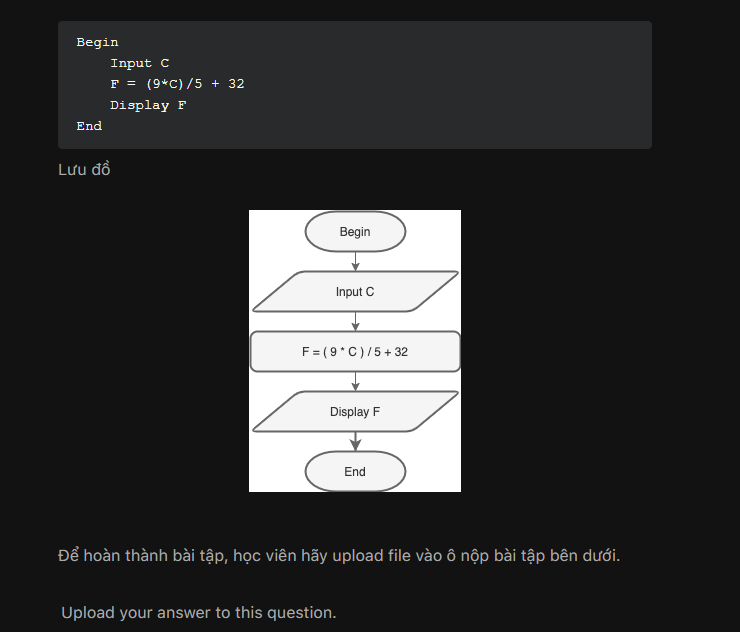 Begin
    Input C
    F = (9*C)/5 + 32
    Display F
End
Lưu đồ
Begin
Input C
F = ( 9 * C ) / 5 + 32
Display F
End
Để hoàn thành bài tập, học viên hãy upload file vào ô nộp bài tập bên dưới.
Upload your answer to this question.